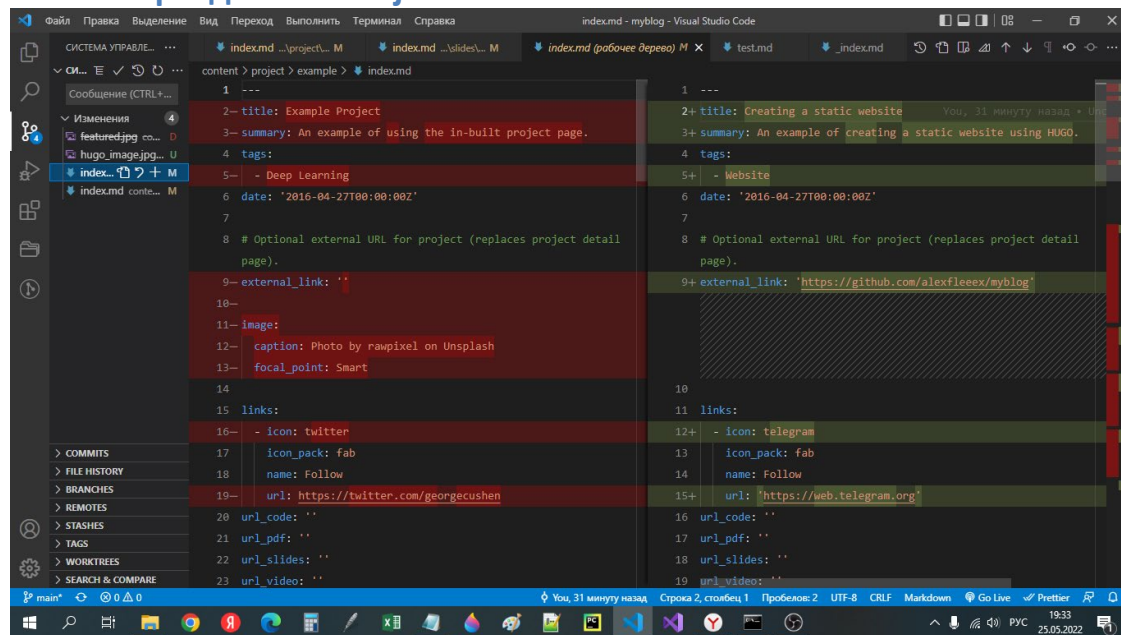 Файл Правка Выделение Вид Переход Выполнить Терминал Справка index.md - myblog - Visual Studio Code
СИСТЕМА УПРАВЛЕ... ···
index.md ...\project\... M index.md ...\slides\... M index.md (рабочее дерево) M test.md _index.md
content > project > example > index.md
Сообщение (CTRL+...
Изменения 4
featured.jpg co... D
hugo_image.jpg... U
index... M
index.md conte... M
> COMMITS
> FILE HISTORY
> BRANCHES
> REMOTES
> STASHES
> TAGS
> WORKTREES
> SEARCH & COMPARE
1 ---
2— title: Example Project
3— summary: An example of using the in-built project page.
4 tags:
5— - Deep Learning
6 date: '2016-04-27T00:00:00Z'
7
8 # Optional external URL for project (replaces project detail
page).
9— external_link: ''
10—
11— image:
12— caption: Photo by rawpixel on Unsplash
13— focal_point: Smart
14
15 links:
16— - icon: twitter
17 icon_pack: fab
18 name: Follow
19— url: https://twitter.com/georgecushen
20 url_code: ''
21 url_pdf: ''
22 url_slides: ''
23 url_video: ''
1 ---
2+ title: Creating a static website You, 31 минуту назад •
3+ summary: An example of creating a static website using HUGO.
4 tags:
5+ - Website
6 date: '2016-04-27T00:00:00Z'
7
8 # Optional external URL for project (replaces project detail
page).
9+ external_link: 'https://github.com/alexfleeex/myblog'
10
11 links:
12+ - icon: telegram
13 icon_pack: fab
14 name: Follow
15+ url: 'https://web.telegram.org'
16 url_code: ''
17 url_pdf: ''
18 url_slides: ''
19 url_video: ''
main* 0 0 You, 31 минуту назад Строка 2, столбец 1 Пробелов: 2 UTF-8 CRLF Markdown Go Live Prettier
РУС 19:33
25.05.2022